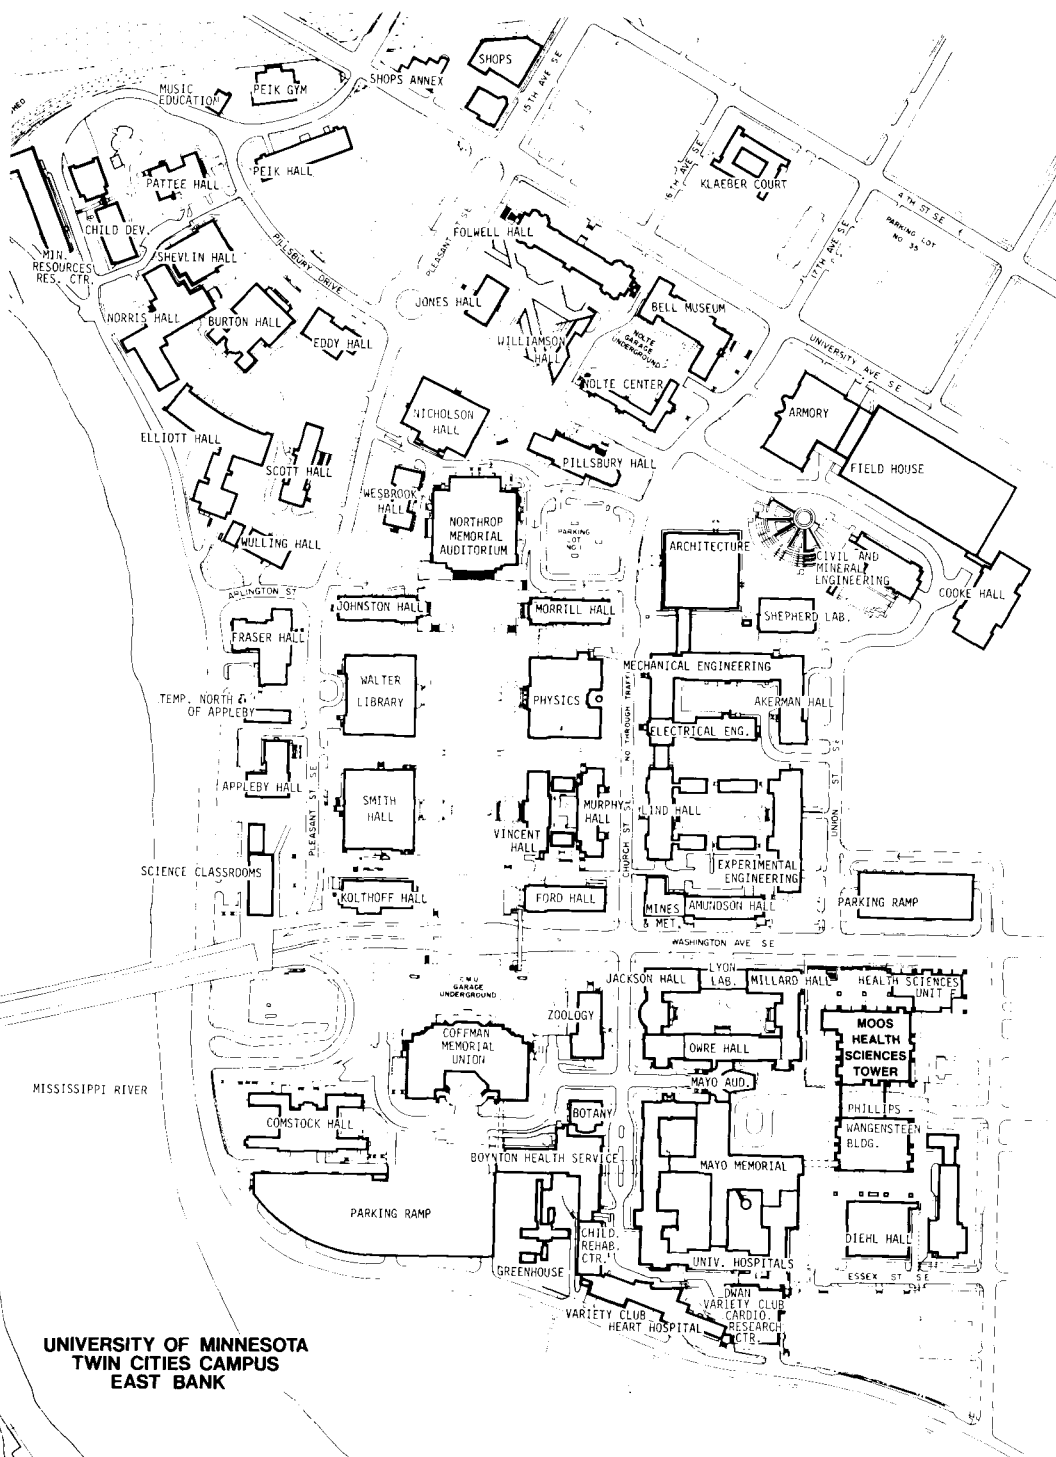 SHOPS
SHOPS ANNEX
15TH AVE SE
MUSIC
EDUCATION
PEIK GYM
PEIK HALL
PATTEE HALL
CHILD DEV.
MIN.
RESOURCES
RES. CTR.
SHEVLIN HALL
PILLSBURY DRIVE
PLEASANT ST SE
FOLWELL HALL
16TH AVE SE
KLAEBER COURT
17TH AVE SE
4TH ST SE
PARKING LOT
NO 35
NORRIS HALL
BURTON HALL
EDDY HALL
JONES HALL
WILLIAMSON
HALL
BELL MUSEUM
NOLTE
GARAGE
UNDERGROUND
NOLTE CENTER
UNIVERSITY AVE SE
ARMORY
FIELD HOUSE
NICHOLSON
HALL
PILLSBURY HALL
ELLIOTT HALL
SCOTT HALL
WESBROOK
HALL
WULLING HALL
NORTHROP
MEMORIAL
AUDITORIUM
PARKING
LOT
NO 1
ARCHITECTURE
CIVIL AND
MINERAL
ENGINEERING
COOKE HALL
ARLINGTON ST
JOHNSTON HALL
MORRILL HALL
SHEPHERD LAB.
FRASER HALL
WALTER
LIBRARY
PHYSICS
MECHANICAL ENGINEERING
AKERMAN HALL
TEMP. NORTH
OF APPLEBY
ELECTRICAL ENG.
NO THROUGH TRAFFIC
APPLEBY HALL
PLEASANT ST SE
SMITH
HALL
VINCENT
HALL
MURPHY
HALL
CHURCH ST SE
LIND HALL
UNION ST SE
EXPERIMENTAL
ENGINEERING
SCIENCE CLASSROOMS
KOLTHOFF HALL
FORD HALL
MINES
& MET.
AMUNDSON HALL
PARKING RAMP
WASHINGTON AVE SE
C.M.U.
GARAGE
UNDERGROUND
JACKSON HALL
LYON
LAB.
MILLARD HALL
HEALTH SCIENCES
UNIT F
ZOOLOGY
COFFMAN
MEMORIAL
UNION
OWRE HALL
MOOS
HEALTH
SCIENCES
TOWER
MISSISSIPPI RIVER
MAYO AUD.
COMSTOCK HALL
BOTANY
PHILLIPS
WANGENSTEEN
BLDG.
BOYNTON HEALTH SERVICE
MAYO MEMORIAL
PARKING RAMP
CHILD.
REHAB.
CTR.
DIEHL HALL
GREENHOUSE
UNIV. HOSPITALS
ESSEX ST SE
VARIETY CLUB
HEART HOSPITAL
DWAN
VARIETY CLUB
CARDIO.
RESEARCH
CTR.
UNIVERSITY OF MINNESOTA
TWIN CITIES CAMPUS
EAST BANK